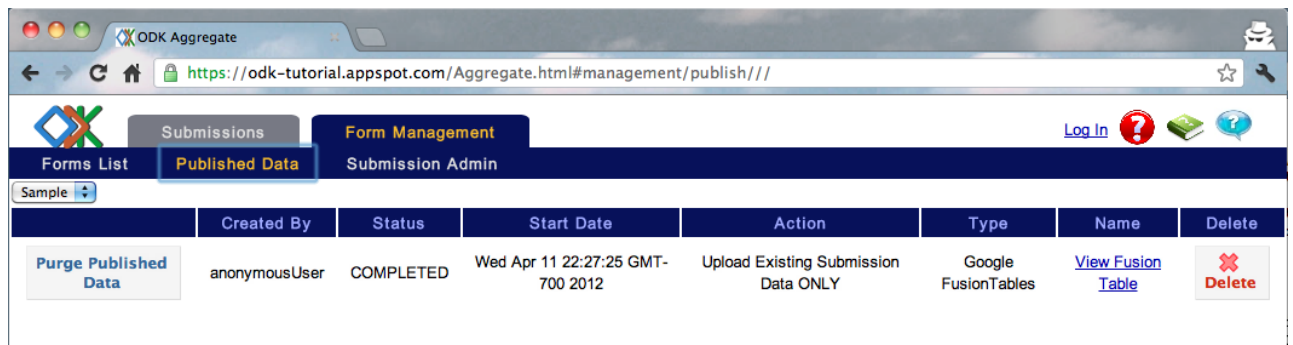 ODK Aggregate
https://odk-tutorial.appspot.com/Aggregate.html#management/publish///
Submissions Form Management Log In
Forms List Published Data Submission Admin
Sample
Created By Status Start Date Action Type Name Delete
Purge Published Data anonymousUser COMPLETED Wed Apr 11 22:27:25 GMT-700 2012 Upload Existing Submission Data ONLY Google FusionTables View Fusion Table Delete